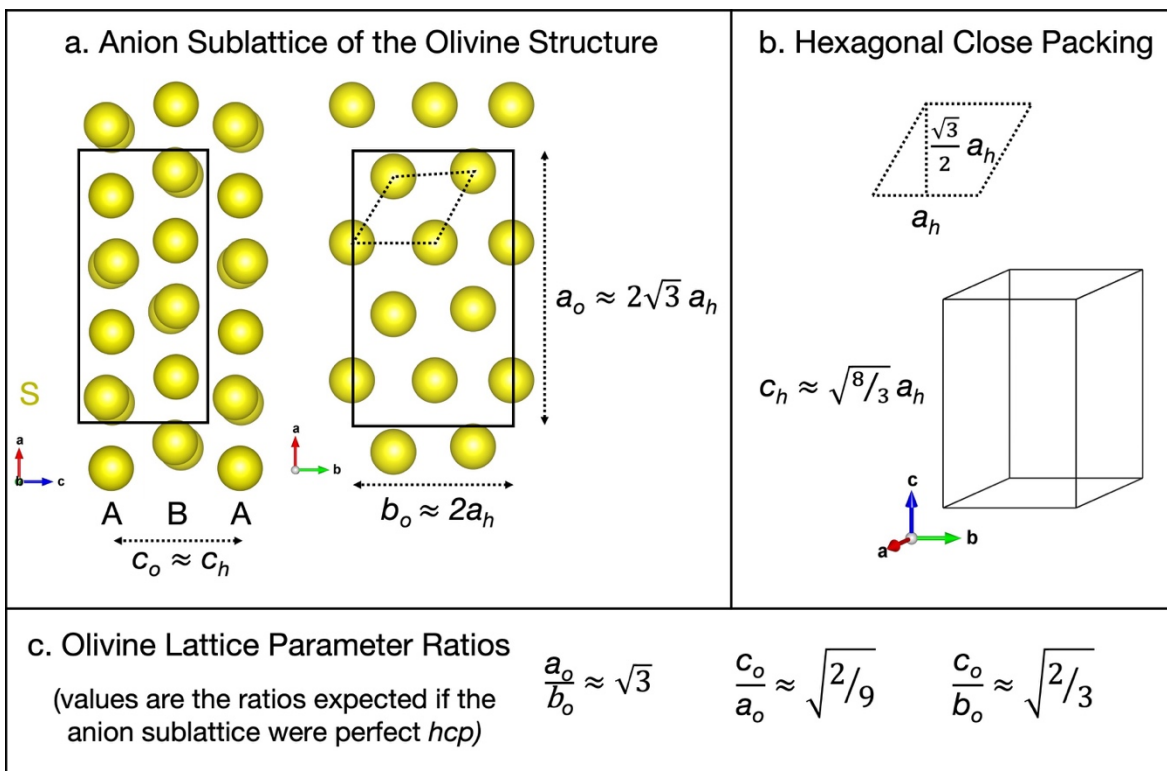 a. Anion Sublattice of the Olivine Structure
S
a
b
c
A B A
c_o ≈ c_h
a
b
a_o ≈ 2√3 a_h
b_o ≈ 2a_h
b. Hexagonal Close Packing
√3/2 a_h
a_h
c_h ≈ √8/3 a_h
c
a
b
c. Olivine Lattice Parameter Ratios
(values are the ratios expected if the
anion sublattice were perfect hcp)
a_o/b_o ≈ √3
c_o/a_o ≈ √2/9
c_o/b_o ≈ √2/3